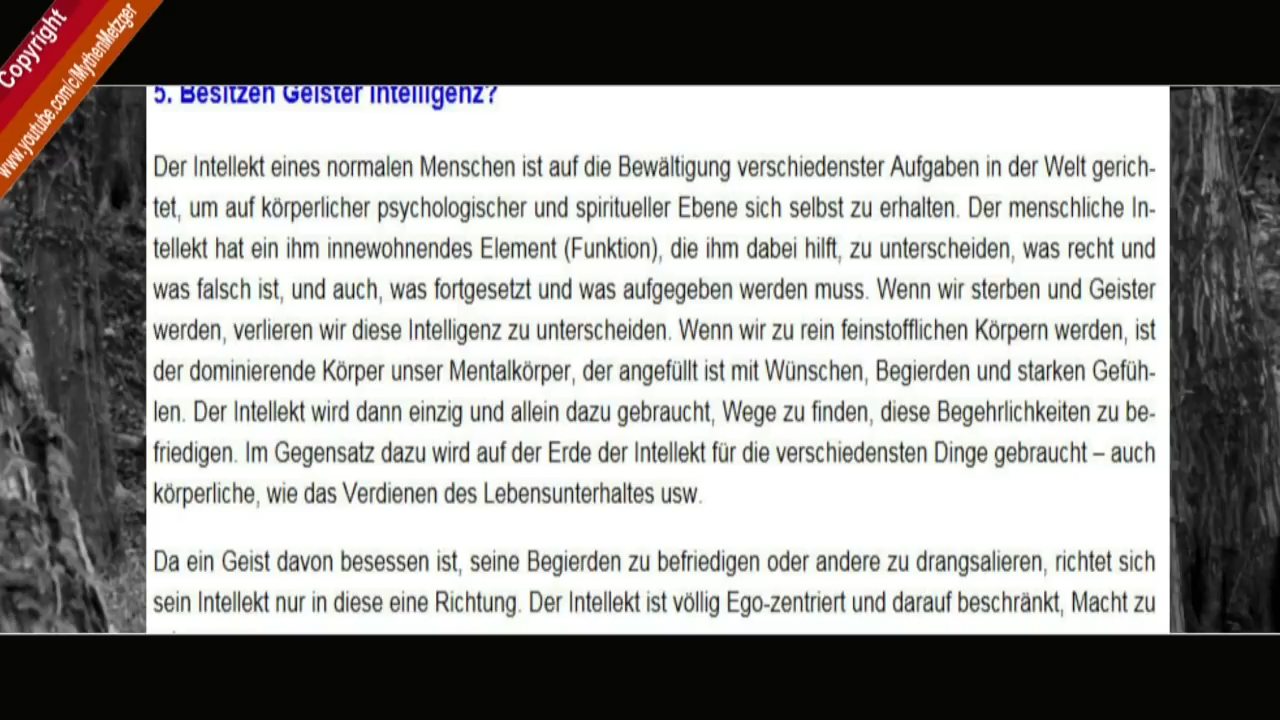 Copyright
www.youtube.com/c/MythenMetzger
5. Besitzen Geister Intelligenz?
Der Intellekt eines normalen Menschen ist auf die Bewältigung verschiedenster Aufgaben in der Welt gerich-
tet, um auf körperlicher psychologischer und spiritueller Ebene sich selbst zu erhalten. Der menschliche In-
tellekt hat ein ihm innewohnendes Element (Funktion), die ihm dabei hilft, zu unterscheiden, was recht und
was falsch ist, und auch, was fortgesetzt und was aufgegeben werden muss. Wenn wir sterben und Geister
werden, verlieren wir diese Intelligenz zu unterscheiden. Wenn wir zu rein feinstofflichen Körpern werden, ist
der dominierende Körper unser Mentalkörper, der angefüllt ist mit Wünschen, Begierden und starken Gefüh-
len. Der Intellekt wird dann einzig und allein dazu gebraucht, Wege zu finden, diese Begehrlichkeiten zu be-
friedigen. Im Gegensatz dazu wird auf der Erde der Intellekt für die verschiedensten Dinge gebraucht – auch
körperliche, wie das Verdienen des Lebensunterhaltes usw.
Da ein Geist davon besessen ist, seine Begierden zu befriedigen oder andere zu drangsalieren, richtet sich
sein Intellekt nur in diese eine Richtung. Der Intellekt ist völlig Ego-zentriert und darauf beschränkt, Macht zu